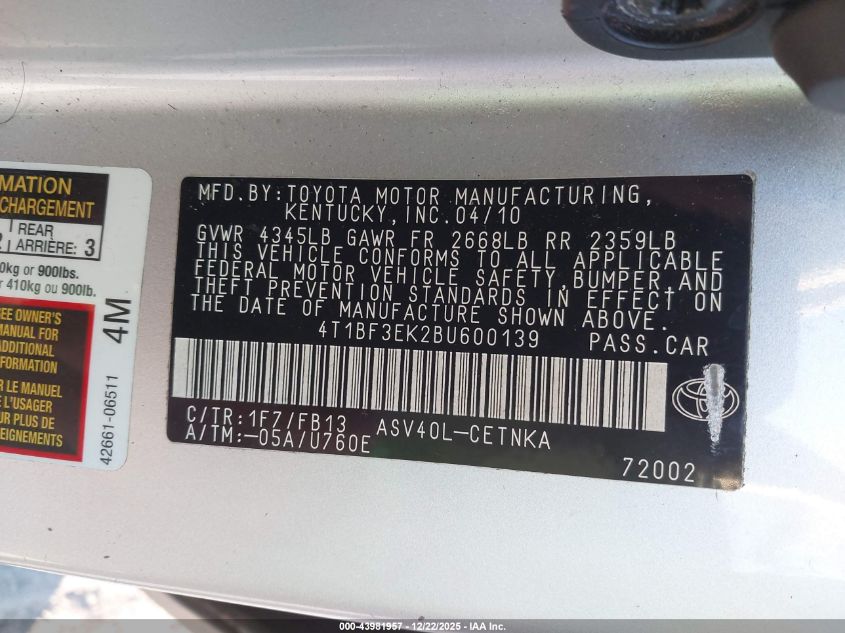 MATION
CHARGEMENT
REAR
ARRIÈRE: 3
0kg or 900lbs.
r 410kg ou 900lb.
EE OWNER'S
MANUAL FOR
ADDITIONAL
NFORMATION
R LE MANUEL
E L'USAGER
UR PLUS DE
SEIGNEMENTS
4M
42661-06511
MFD.BY:TOYOTA MOTOR MANUFACTURING,
KENTUCKY,INC.04/10
GVWR 4345LB GAWR FR 2668LB RR 2359LB
THIS VEHICLE CONFORMS TO ALL APPLICABLE
FEDERAL MOTOR VEHICLE SAFETY,BUMPER,AND
THEFT PREVENTION STANDARDS IN EFFECT ON
THE DATE OF MANUFACTURE SHOWN ABOVE.
4T1BF3EK2BU600139 PASS.CAR
C/TR:1F7/FB13 ASV40L-CETNKA
A/TM:-05A/U760E
72002
000-43981957 - 12/22/2025 - IAA Inc.